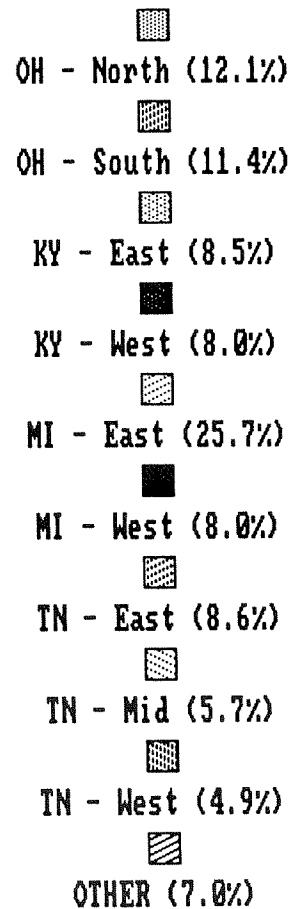 OH - North (12.1%)
OH - South (11.4%)
KY - East (8.5%)
KY - West (8.0%)
MI - East (25.7%)
MI - West (8.0%)
TN - East (8.6%)
TN - Mid (5.7%)
TN - West (4.9%)
OTHER (7.0%)